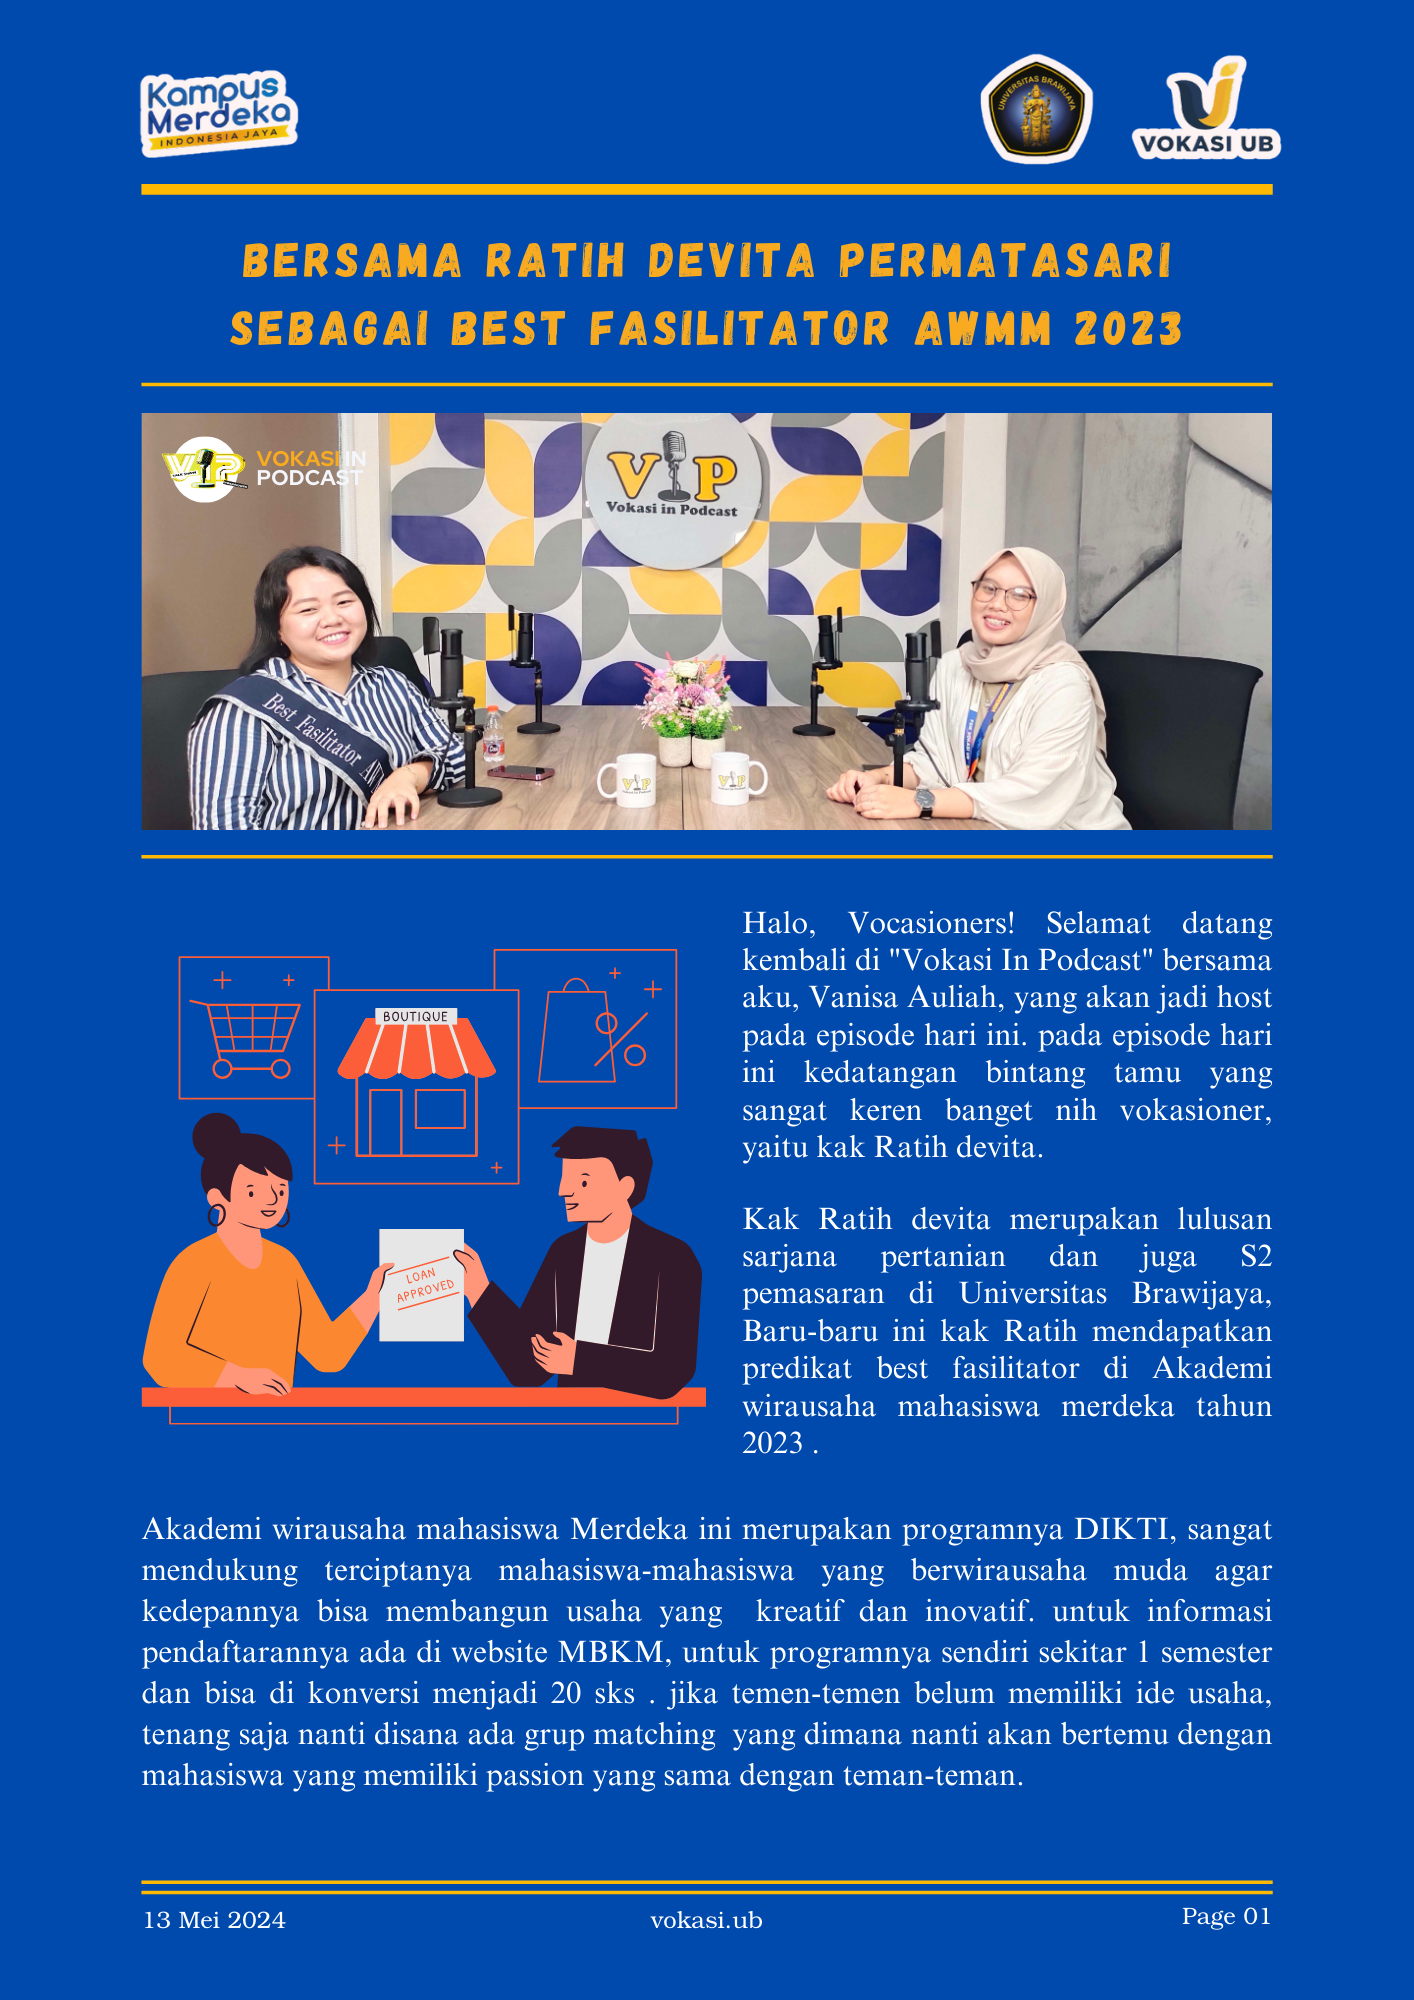 Kampus
Merdeka
INDONESIA JAYA
UNIVERSITAS BRAWIJAYA
VOKASI UB
BERSAMA RATIH DEVITA PERMATASARI
SEBAGAI BEST FASILITATOR AWMM 2023
VIP
VOKASI IN
PODCAST
VIP
Vokasi in Podcast
Best Fasilitator AW
VIP
VIP
Halo, Vocasioners! Selamat datang
kembali di "Vokasi In Podcast" bersama
aku, Vanisa Auliah, yang akan jadi host
pada episode hari ini. pada episode hari
ini kedatangan bintang tamu yang
sangat keren banget nih vokasioner,
yaitu kak Ratih devita.
BOUTIQUE
LOAN
APPROVED
Kak Ratih devita merupakan lulusan
sarjana pertanian dan juga S2
pemasaran di Universitas Brawijaya,
Baru-baru ini kak Ratih mendapatkan
predikat best fasilitator di Akademi
wirausaha mahasiswa merdeka tahun
2023 .
Akademi wirausaha mahasiswa Merdeka ini merupakan programnya DIKTI, sangat
mendukung terciptanya mahasiswa-mahasiswa yang berwirausaha muda agar
kedepannya bisa membangun usaha yang  kreatif dan inovatif. untuk informasi
pendaftarannya ada di website MBKM, untuk programnya sendiri sekitar 1 semester
dan bisa di konversi menjadi 20 sks . jika temen-temen belum memiliki ide usaha,
tenang saja nanti disana ada grup matching  yang dimana nanti akan bertemu dengan
mahasiswa yang memiliki passion yang sama dengan teman-teman.
13 Mei 2024
vokasi.ub
Page 01